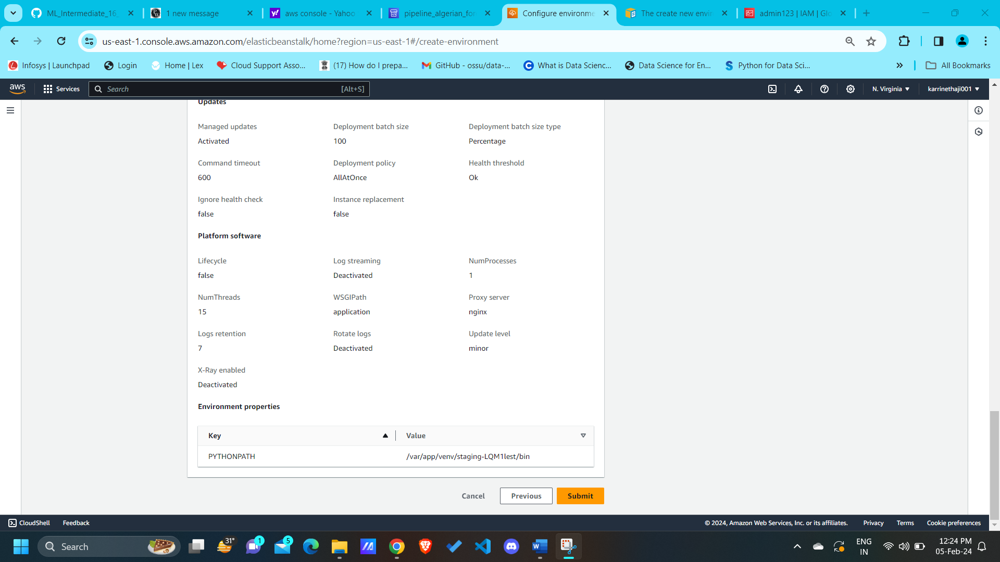 ML_Intermediate_16_
1 new message
aws console - Yahoo
pipeline_algerian_for
Configure environme
The create new envir
admin123 | IAM | Glo
us-east-1.console.aws.amazon.com/elasticbeanstalk/home?region=us-east-1#/create-environment
Infosys | Launchpad
Login
Home | Lex
Cloud Support Asso...
(17) How do I prepa...
GitHub - ossu/data-...
What is Data Scienc...
Data Science for En...
Python for Data Sci...
All Bookmarks
aws
Services
Search
[Alt+S]
N. Virginia
karrinethaji001
Updates
Managed updates
Deployment batch size
Deployment batch size type
Activated
100
Percentage
Command timeout
Deployment policy
Health threshold
600
AllAtOnce
Ok
Ignore health check
Instance replacement
false
false
Platform software
Lifecycle
Log streaming
NumProcesses
false
Deactivated
1
NumThreads
WSGIPath
Proxy server
15
application
nginx
Logs retention
Rotate logs
Update level
7
Deactivated
minor
X-Ray enabled
Deactivated
Environment properties
Key
Value
PYTHONPATH
/var/app/venv/staging-LQM1lest/bin
Cancel
Previous
Submit
CloudShell
Feedback
© 2024, Amazon Web Services, Inc. or its affiliates.
Privacy
Terms
Cookie preferences
Search
31°
1
5
ENG
IN
12:24 PM
05-Feb-24